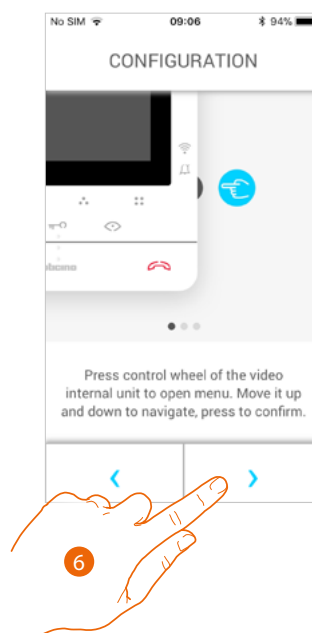 No SIM 09:06 94%
CONFIGURATION
bticino
Press control wheel of the video
internal unit to open menu. Move it up
and down to navigate, press to confirm.
6